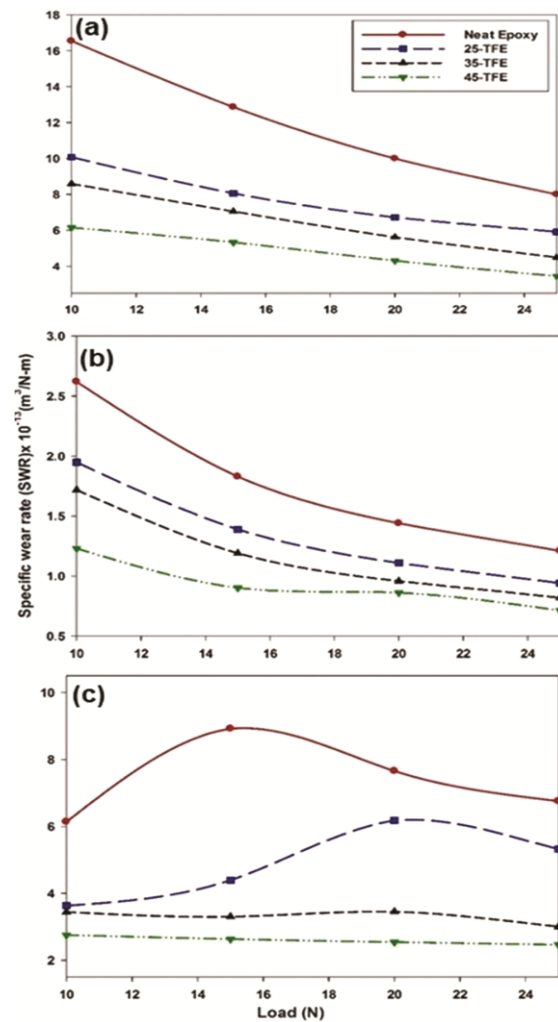 18
16
14
12
10
8
6
4
(a)
Neat Epoxy
25-TFE
35-TFE
45-TFE
10 12 14 16 18 20 22 24
3.0
2.5
2.0
1.5
1.0
0.5
(b)
10 12 14 16 18 20 22 24
Specific wear rate (SWR)x 10⁻¹³(m³/N-m)
10
8
6
4
2
(c)
10 12 14 16 18 20 22 24
Load (N)